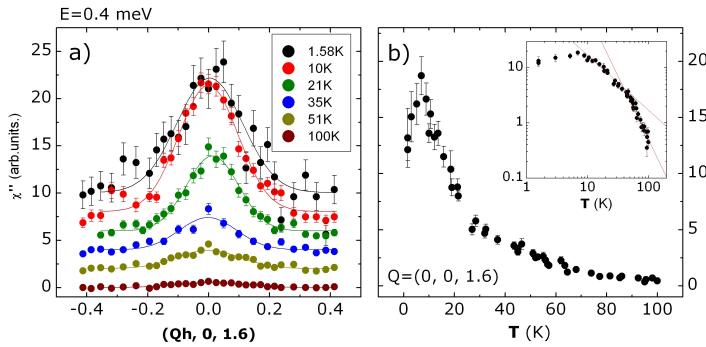 E=0.4 meV
a)
25
20
15
10
5
0
χ'' (arb.units.)
−0.4
−0.2
0.0
0.2
0.4
(Qh, 0, 1.6)
1.58K
10K
21K
35K
51K
100K
b)
20
15
10
5
0
0
20
40
60
80
100
T (K)
Q=(0, 0, 1.6)
10
1
0.1
1
10
100
T (K)